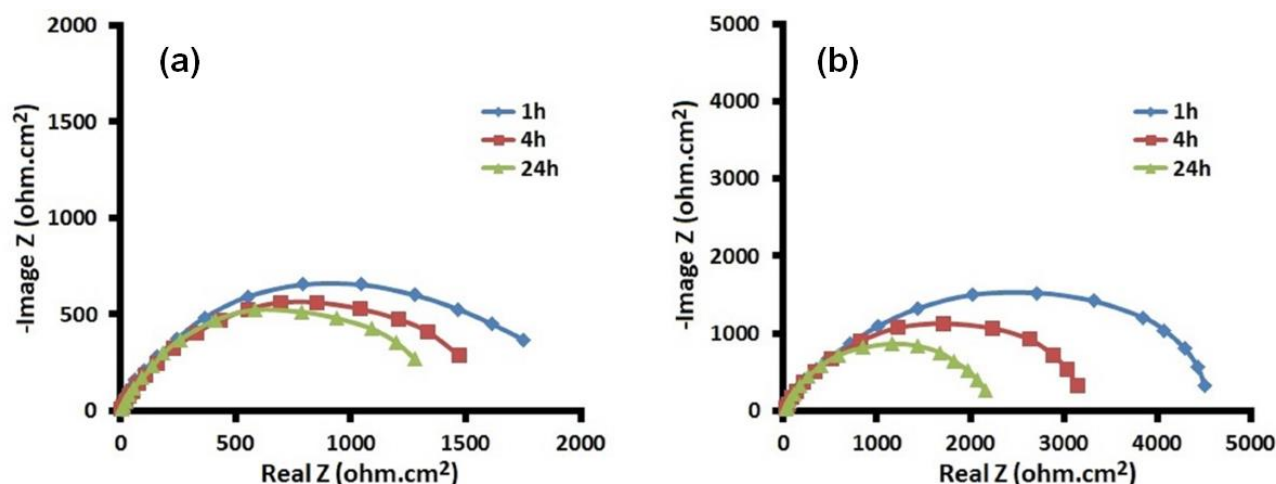 (a)
2000
1500
1000
500
0
-Image Z (ohm.cm²)
1h
4h
24h
0 500 1000 1500 2000
Real Z (ohm.cm²)
(b)
5000
4000
3000
2000
1000
0
-Image Z (ohm.cm²)
1h
4h
24h
0 1000 2000 3000 4000 5000
Real Z (ohm.cm²)